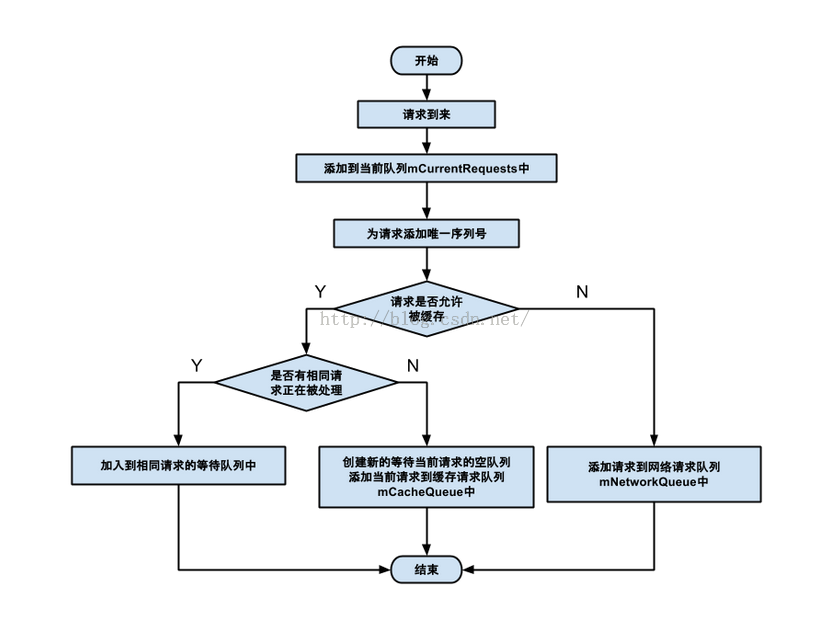 开始
请求到来
添加到当前队列mCurrentRequests中
为请求添加唯一序列号
Y
请求是否允许
被缓存
N
http://blog.csdn.net/
Y
是否有相同请
求正在被处理
N
加入到相同请求的等待队列中
创建新的等待当前请求的空队列
添加当前请求到缓存请求队列
mCacheQueue中
添加请求到网络请求队列
mNetworkQueue中
结束